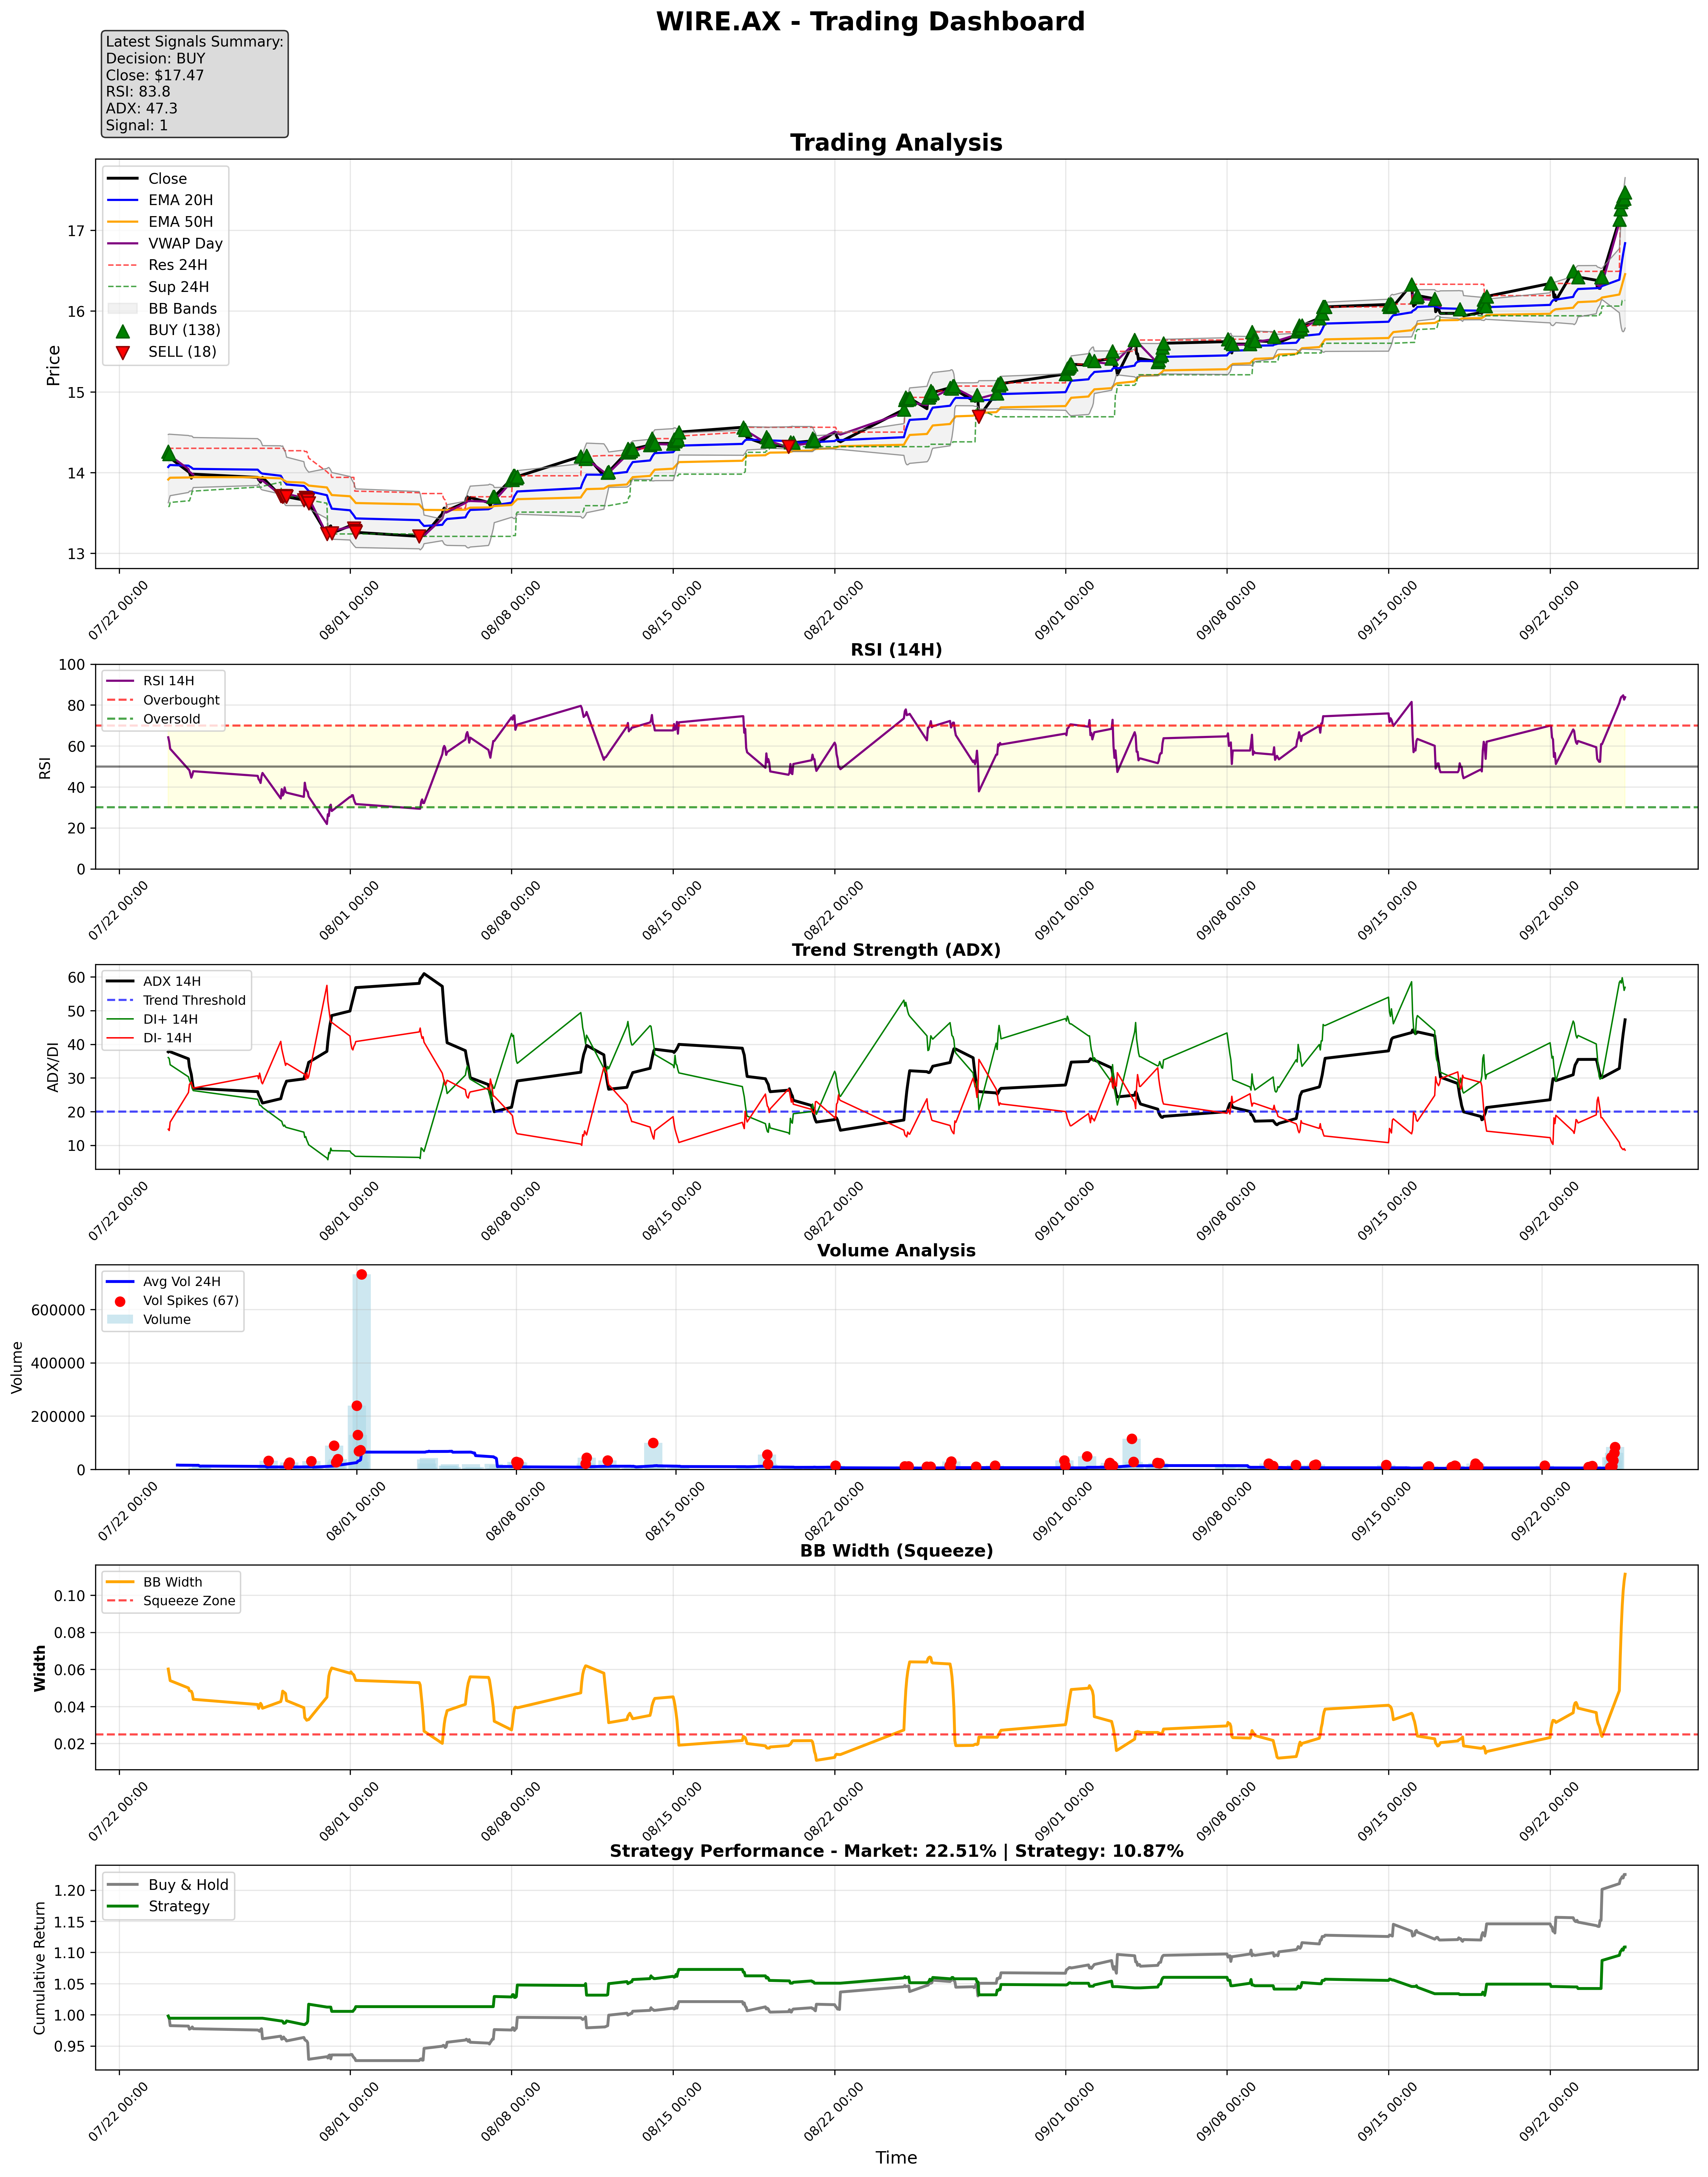 WIRE.AX - Trading Dashboard
Latest Signals Summary:
Decision: BUY
Close: $17.47
RSI: 83.8
ADX: 47.3
Signal: 1
Trading Analysis
Close
EMA 20H
EMA 50H
VWAP Day
Res 24H
Sup 24H
BB Bands
BUY (138)
SELL (18)
Price
17
16
15
14
13
07/22 00:00
08/01 00:00
08/08 00:00
08/15 00:00
08/22 00:00
09/01 00:00
09/08 00:00
09/15 00:00
09/22 00:00
RSI (14H)
RSI 14H
Overbought
Oversold
RSI
100
80
60
40
20
0
07/22 00:00
08/01 00:00
08/08 00:00
08/15 00:00
08/22 00:00
09/01 00:00
09/08 00:00
09/15 00:00
09/22 00:00
Trend Strength (ADX)
ADX 14H
Trend Threshold
DI+ 14H
DI- 14H
ADX/DI
60
50
40
30
20
10
07/22 00:00
08/01 00:00
08/08 00:00
08/15 00:00
08/22 00:00
09/01 00:00
09/08 00:00
09/15 00:00
09/22 00:00
Volume Analysis
Avg Vol 24H
Vol Spikes (67)
Volume
Volume
600000
400000
200000
0
07/22 00:00
08/01 00:00
08/08 00:00
08/15 00:00
08/22 00:00
09/01 00:00
09/08 00:00
09/15 00:00
09/22 00:00
BB Width (Squeeze)
BB Width
Squeeze Zone
Width
0.10
0.08
0.06
0.04
0.02
07/22 00:00
08/01 00:00
08/08 00:00
08/15 00:00
08/22 00:00
09/01 00:00
09/08 00:00
09/15 00:00
09/22 00:00
Strategy Performance - Market: 22.51% | Strategy: 10.87%
Buy & Hold
Strategy
Cumulative Return
1.20
1.15
1.10
1.05
1.00
0.95
07/22 00:00
08/01 00:00
08/08 00:00
08/15 00:00
08/22 00:00
09/01 00:00
09/08 00:00
09/15 00:00
09/22 00:00
Time